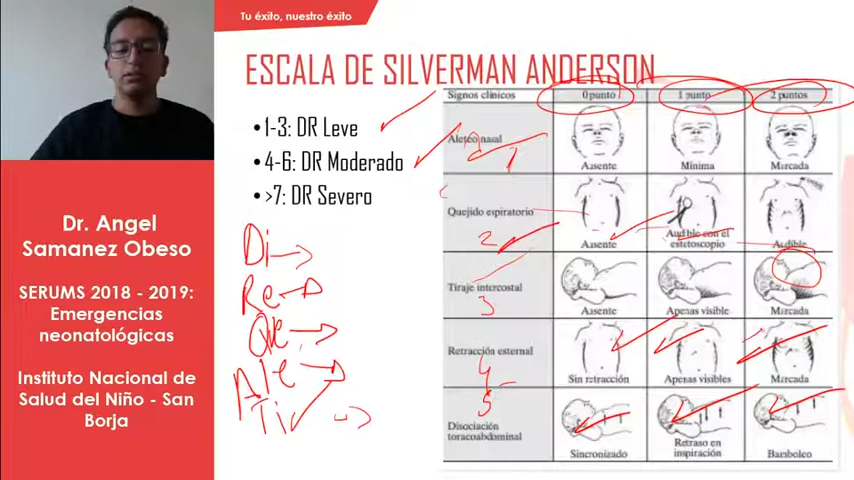 Tu éxito, nuestro éxito
Dr. Angel
Samanez Obeso
SERUMS 2018 - 2019:
Emergencias
neonatológicas
Instituto Nacional de
Salud del Niño - San
Borja
ESCALA DE SILVERMAN ANDERSON
•1-3: DR Leve
•4-6: DR Moderado
•>7: DR Severo
Di
Re
Que
Ale
Ti
Signos clínicos 0 punto 1 punto 2 puntos
Aleteo nasal 1
Ausente Mínima Marcada
Quejido espiratorio
2
Ausente Audible con el estetoscopio Audible
Tiraje intercostal
3
Ausente Apenas visible Marcada
Retracción esternal
4
Sin retracción Apenas visibles Marcada
5
Disociación toracoabdominal
Sincronizado Retraso en inspiración Bamboleo